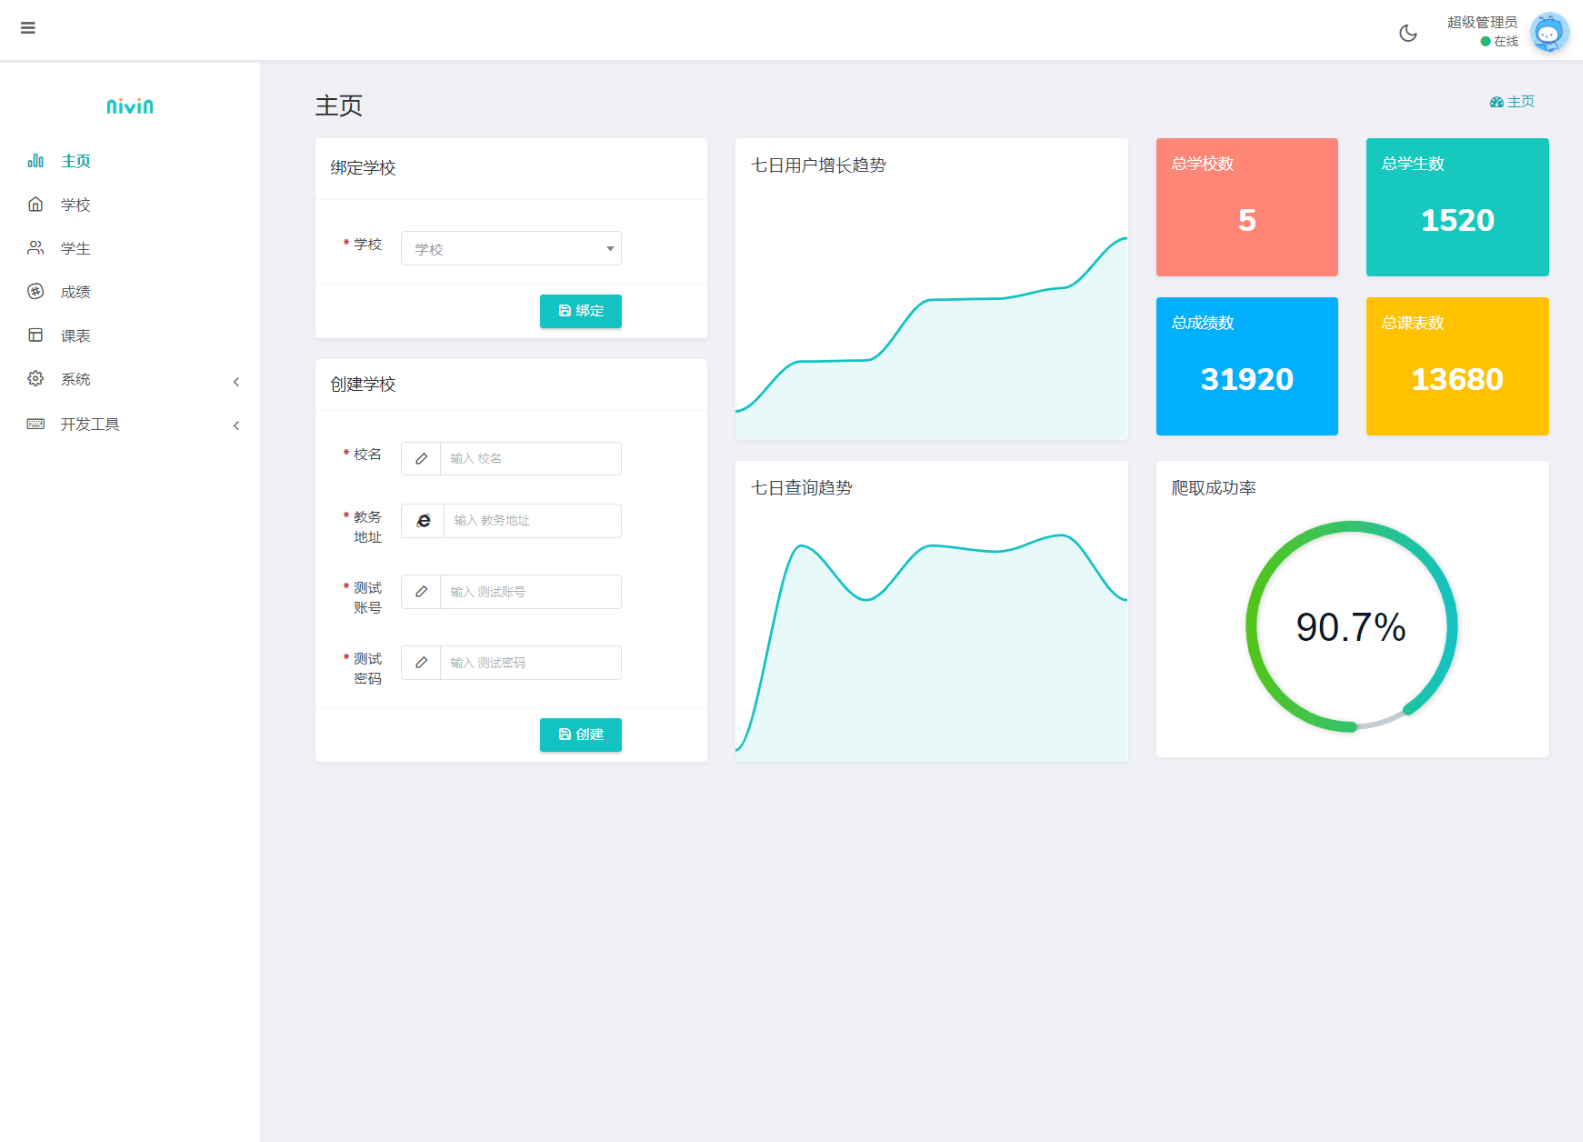 超级管理员
在线
nivin
主页
学校
学生
成绩
课表
系统
开发工具
主页
主页
绑定学校
* 学校
学校
绑定
创建学校
* 校名
输入 校名
* 教务
地址
输入 教务地址
* 测试
账号
输入 测试账号
* 测试
密码
输入 测试密码
创建
七日用户增长趋势
七日查询趋势
总学校数
5
总学生数
1520
总成绩数
31920
总课表数
13680
爬取成功率
90.7%